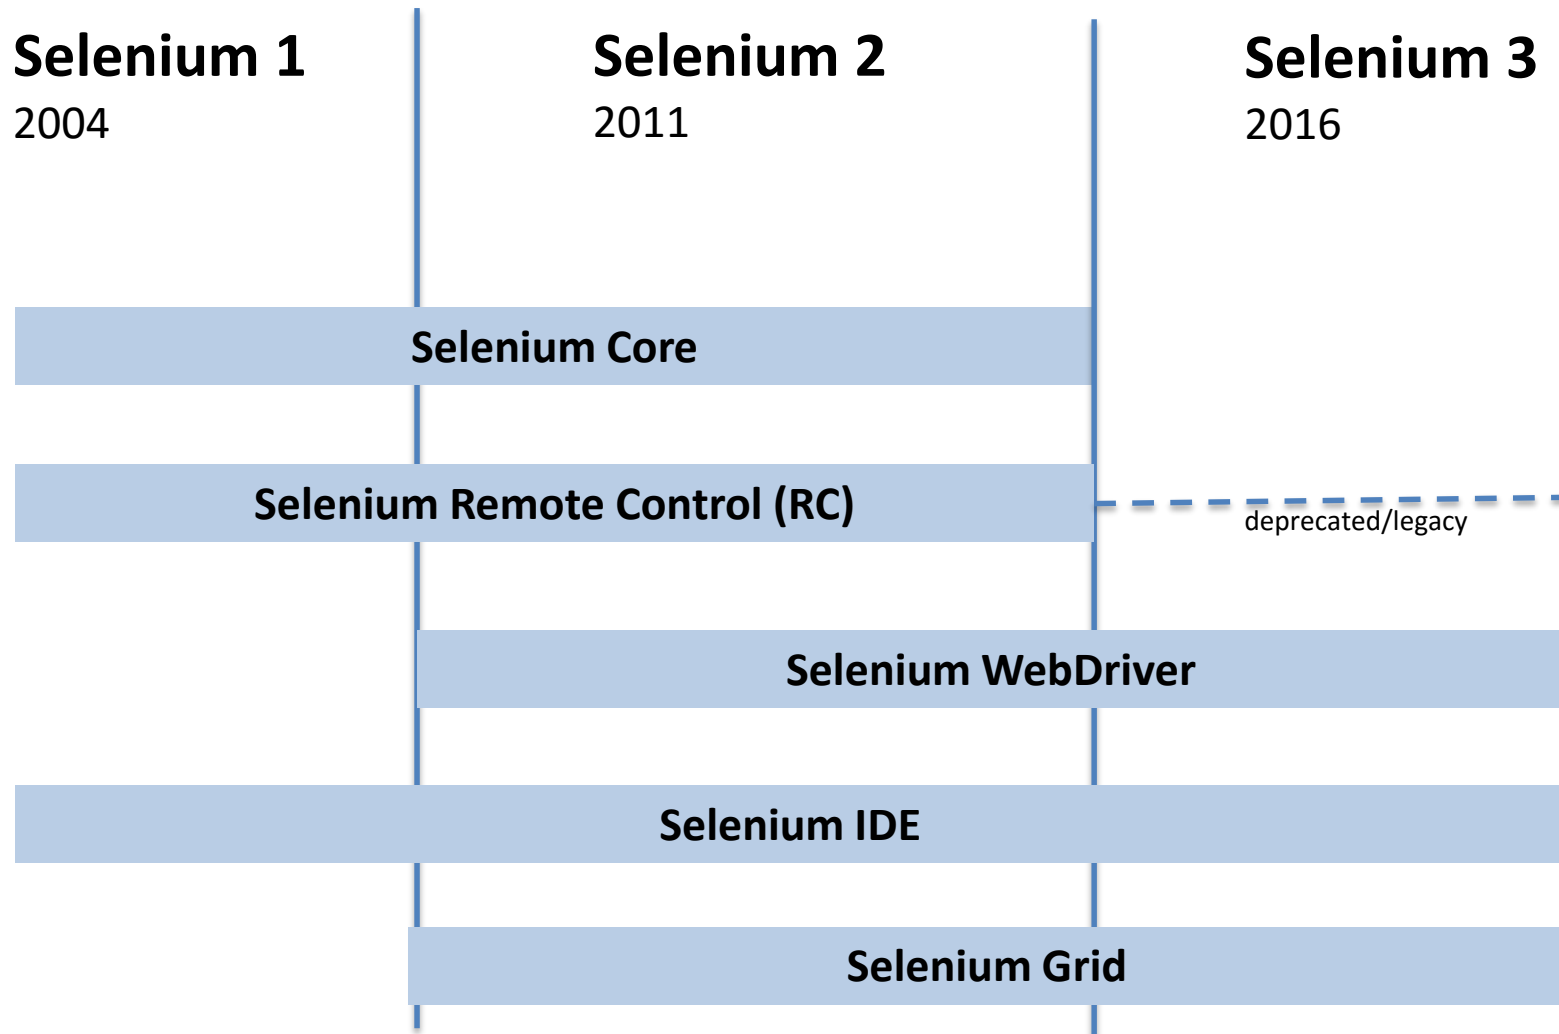 Selenium 1
2004
Selenium 2
2011
Selenium 3
2016
Selenium Core
Selenium Remote Control (RC)
deprecated/legacy
Selenium WebDriver
Selenium IDE
Selenium Grid